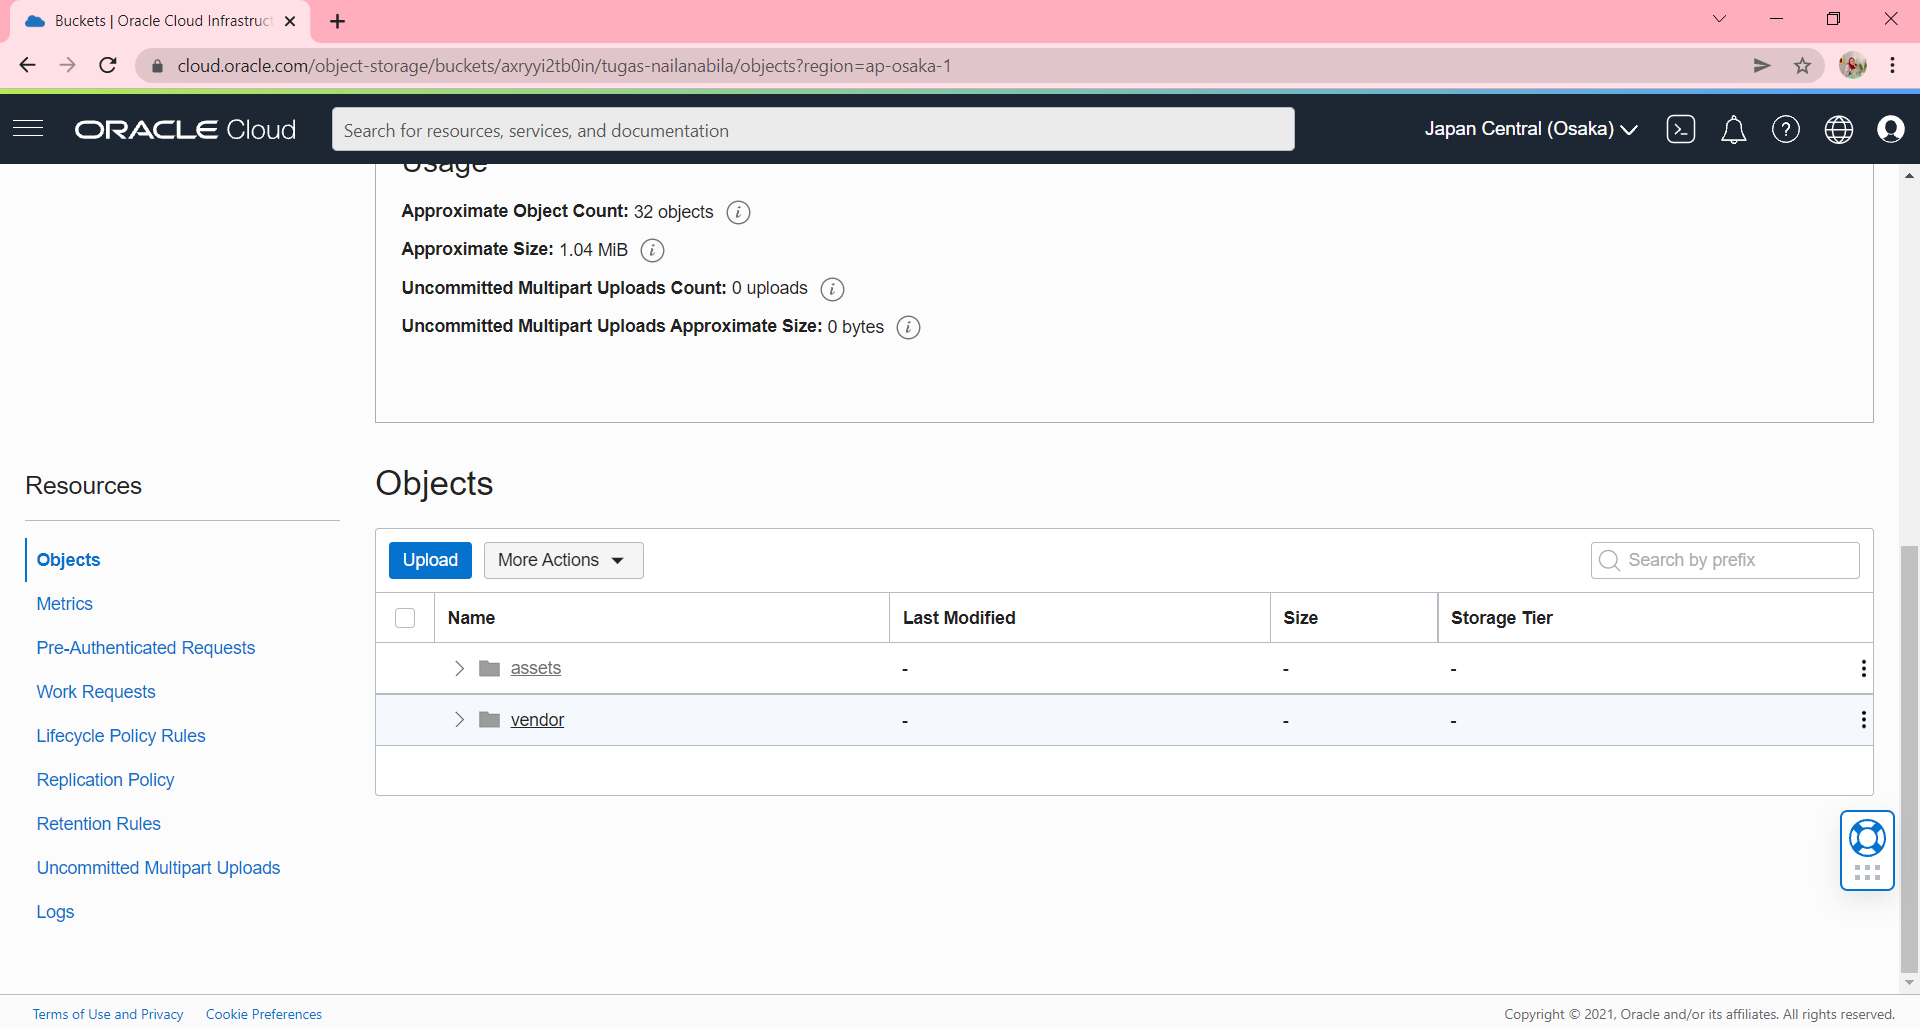 Buckets | Oracle Cloud Infrastruct
cloud.oracle.com/object-storage/buckets/axryyi2tb0in/tugas-nailanabila/objects?region=ap-osaka-1
ORACLE Cloud
Search for resources, services, and documentation
Japan Central (Osaka)
Usage
Approximate Object Count: 32 objects
Approximate Size: 1.04 MiB
Uncommitted Multipart Uploads Count: 0 uploads
Uncommitted Multipart Uploads Approximate Size: 0 bytes
Resources
Objects
Metrics
Pre-Authenticated Requests
Work Requests
Lifecycle Policy Rules
Replication Policy
Retention Rules
Uncommitted Multipart Uploads
Logs
Objects
Upload More Actions Search by prefix
Name Last Modified Size Storage Tier
assets - - -
vendor - - -
Terms of Use and Privacy Cookie Preferences Copyright © 2021, Oracle and/or its affiliates. All rights reserved.